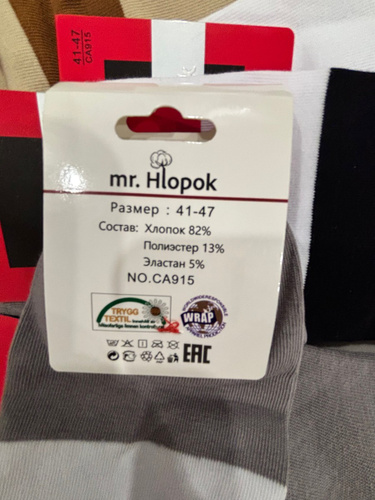 41-47
CA915
mr. Hlopok
Размер : 41-47
Состав: Хлопок 82%
Полиэстер 13%
Эластан 5%
NO.CA915
TRYGG
TEXTIL
WRAP
EAC